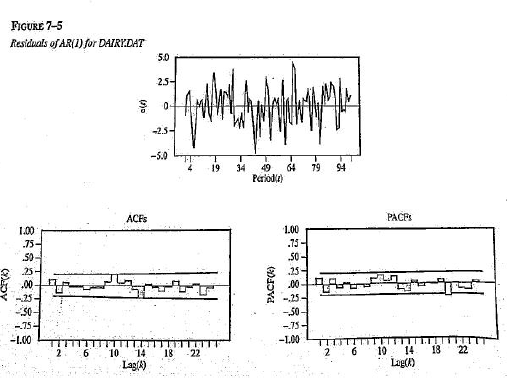 FIGURE 7–5
Residuals of AR(1) for DAIRY.DAT
5.0
2.5
0
-2.5
-5.0
e(t)
4 19 34 49 64 79 94
Period(t)
ACFs
1.00
.75
.50
.25
.00
-.25
-.50
-.75
-1.00
ACF(k)
2 6 10 14 18 22
Lag(k)
PACFs
1.00
.75
.50
.25
.00
-.25
-.50
-.75
-1.00
PACF(k)
2 6 10 14 18 22
Lag(k)